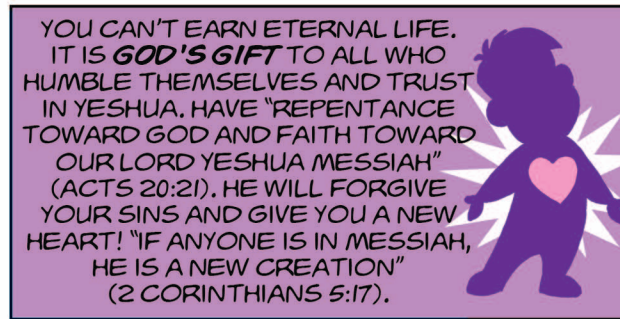 YOU CAN'T EARN ETERNAL LIFE.
IT IS GOD'S GIFT TO ALL WHO
HUMBLE THEMSELVES AND TRUST
IN YESHUA. HAVE "REPENTANCE
TOWARD GOD AND FAITH TOWARD
OUR LORD YESHUA MESSIAH"
(ACTS 20:21). HE WILL FORGIVE
YOUR SINS AND GIVE YOU A NEW
HEART! "IF ANYONE IS IN MESSIAH,
HE IS A NEW CREATION"
(2 CORINTHIANS 5:17).